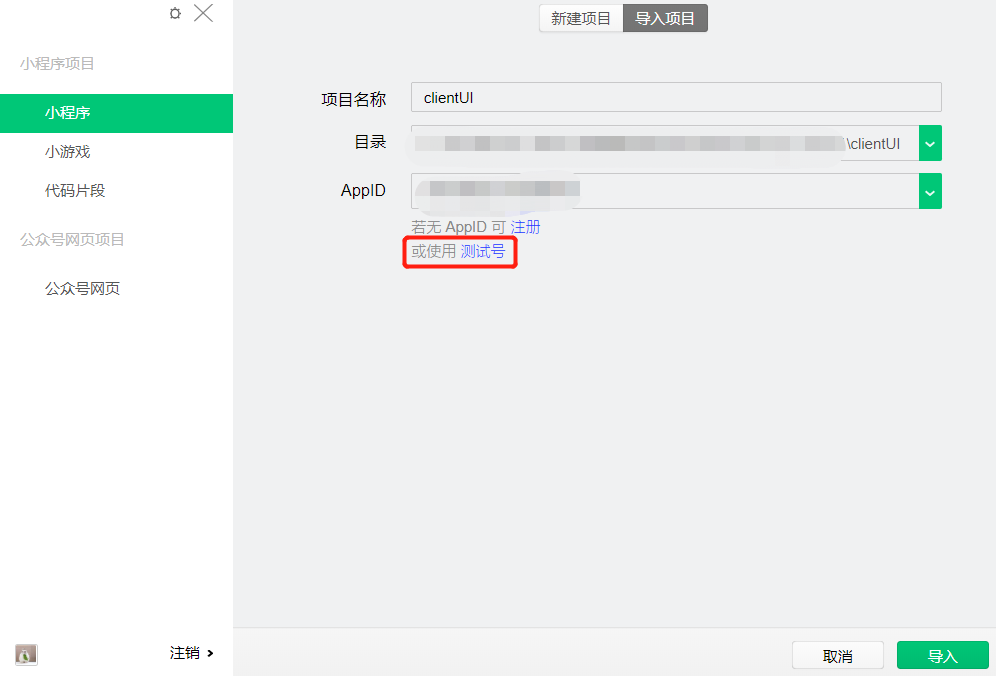 小程序项目
小程序
小游戏
代码片段
公众号网页项目
公众号网页
注销
新建项目 导入项目
项目名称 clientUI
目录 \clientUI
AppID
若无 AppID 可 注册
或使用 测试号
取消 导入